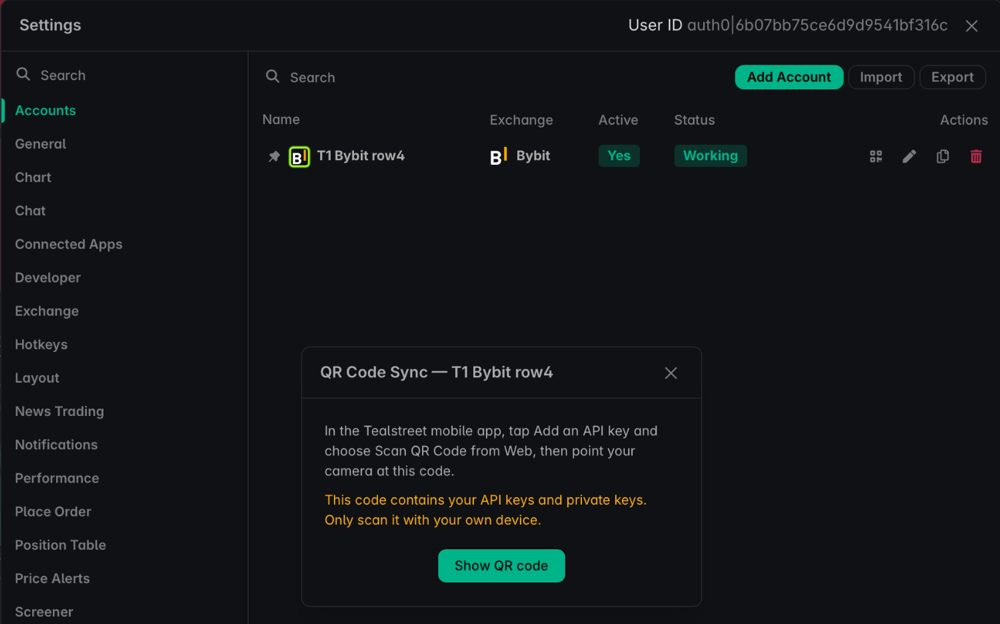 Settings
User ID auth0|6b07bb75ce6d9d9541bf316c
Search
Accounts
General
Chart
Chat
Connected Apps
Developer
Exchange
Hotkeys
Layout
News Trading
Notifications
Performance
Place Order
Position Table
Price Alerts
Screener
Search
Add Account
Import
Export
Name
Exchange
Active
Status
Actions
T1 Bybit row4
Bybit
Yes
Working
QR Code Sync — T1 Bybit row4
In the Tealstreet mobile app, tap Add an API key and
choose Scan QR Code from Web, then point your
camera at this code.
This code contains your API keys and private keys.
Only scan it with your own device.
Show QR code